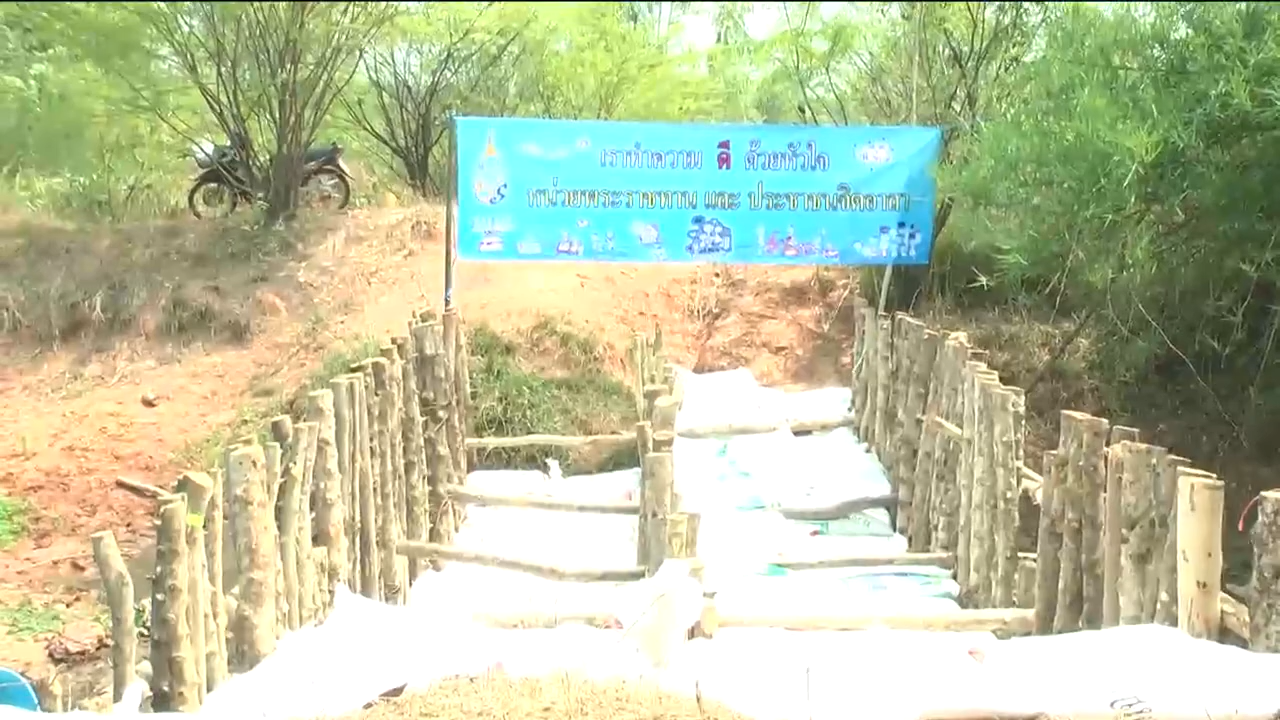 เราทำความ ดี ด้วยหัวใจ
หน่วยพระราชทาน และ ประชาชนจิตอาสา